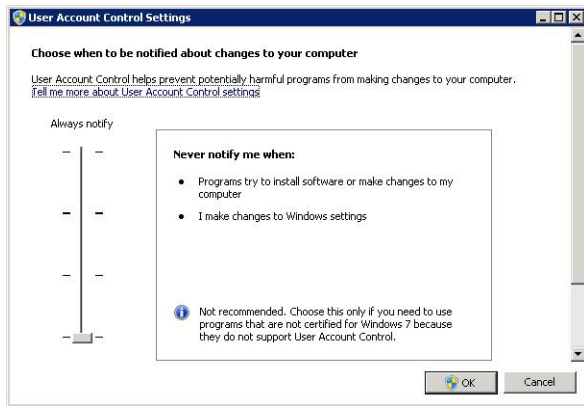 User Account Control Settings
Choose when to be notified about changes to your computer
User Account Control helps prevent potentially harmful programs from making changes to your computer.
Tell me more about User Account Control settings
Always notify
Never notify me when:
Programs try to install software or make changes to my
computer
I make changes to Windows settings
Not recommended. Choose this only if you need to use
programs that are not certified for Windows 7 because
they do not support User Account Control.
OK
Cancel